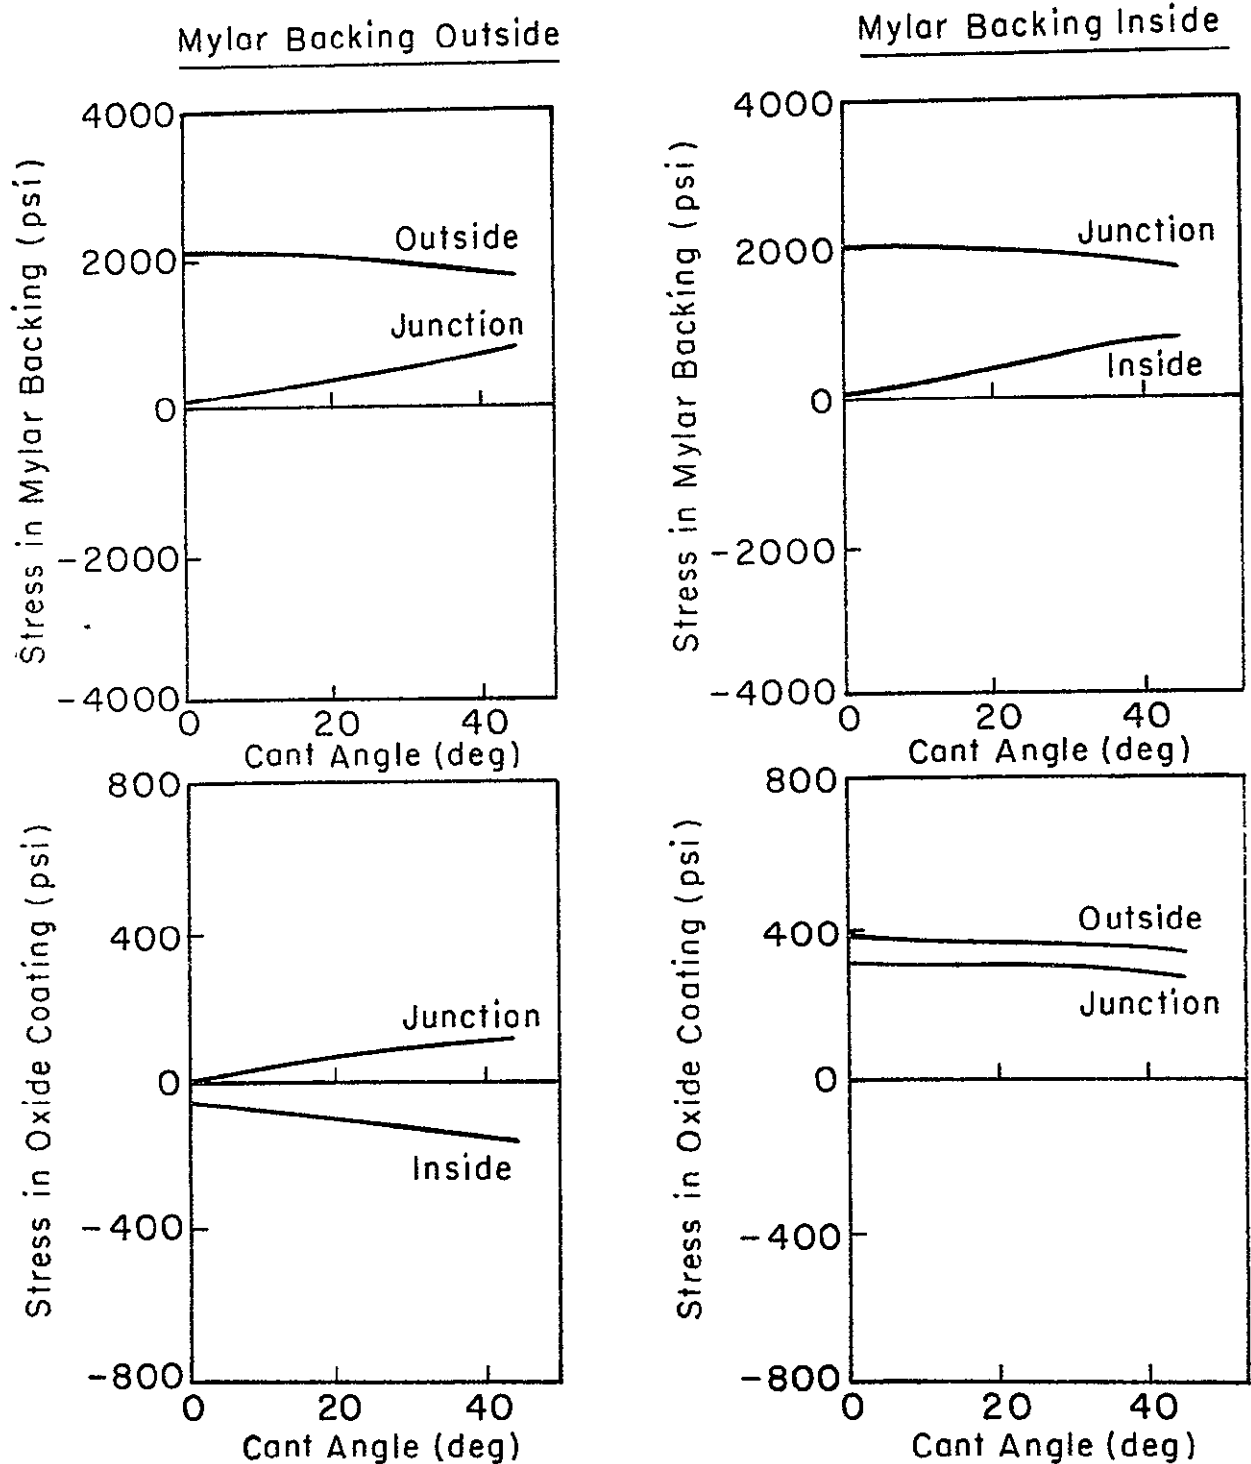 Mylar Backing Outside
Stress in Mylar Backing (psi)
4000
2000
0
-2000
-4000
Outside
Junction
0 20 40
Cant Angle (deg)
Mylar Backing Inside
Stress in Mylar Backing (psi)
4000
2000
0
-2000
-4000
Junction
Inside
0 20 40
Cant Angle (deg)
Stress in Oxide Coating (psi)
800
400
0
-400
-800
Junction
Inside
0 20 40
Cant Angle (deg)
Stress in Oxide Coating (psi)
800
400
0
-400
-800
Outside
Junction
0 20 40
Cant Angle (deg)